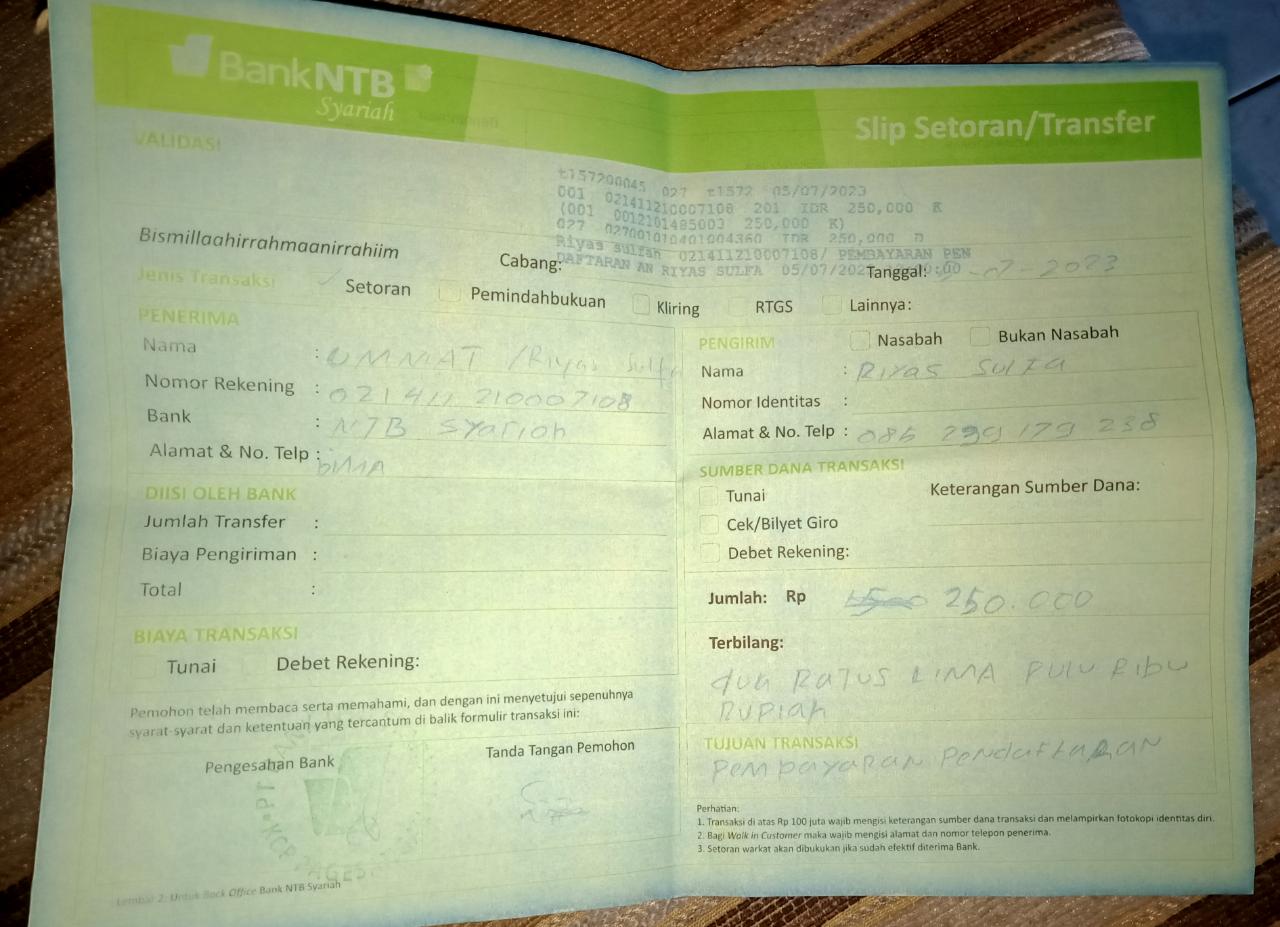 BankNTB
Syariah
Slip Setoran/Transfer
VALIDASI
t157200045 027 t1572 05/07/2023
001 021411210007108 201 IDR 250,000 K
(001 0012101485003 250,000 K)
027 027001010401004360 IDR 250,000 D
Riyas sulfah 021411210007108/ PEMBAYARAN PEN
DAFTARAN AN RIYAS SULFA 05/07/202
Bismillaahirrahmaanirrahiim
Cabang:
Tanggal: -07-2023
Jenis Transaksi
Setoran
Pemindahbukuan
Kliring
RTGS
Lainnya:
PENERIMA
Nama : UMMAT /Riyas Sulfa
Nomor Rekening : 021411210007108
Bank : NTB Syariah
Alamat & No. Telp : BIMA
PENGIRIM
Nasabah
Bukan Nasabah
Nama : Riyas Sulfa
Nomor Identitas :
Alamat & No. Telp : 085 299 179 238
DIISI OLEH BANK
Jumlah Transfer :
Biaya Pengiriman :
Total :
SUMBER DANA TRANSAKSI
Tunai
Keterangan Sumber Dana:
Cek/Bilyet Giro
Debet Rekening:
Jumlah: Rp 250.000
BIAYA TRANSAKSI
Tunai
Debet Rekening:
Terbilang:
dua RATUS LIMA PULU Ribu
Rupiah
Pemohon telah membaca serta memahami, dan dengan ini menyetujui sepenuhnya
syarat-syarat dan ketentuan yang tercantum di balik formulir transaksi ini:
Pengesahan Bank
Tanda Tangan Pemohon
TUJUAN TRANSAKSI
Pembayaran Pendaftaran
Perhatian:
1. Transaksi di atas Rp 100 juta wajib mengisi keterangan sumber dana transaksi dan melampirkan fotokopi identitas diri.
2. Bagi Walk in Customer maka wajib mengisi alamat dan nomor telepon penerima.
3. Setoran warkat akan dibukukan jika sudah efektif diterima Bank.
Lembar 2: Untuk Back Office Bank NTB Syariah